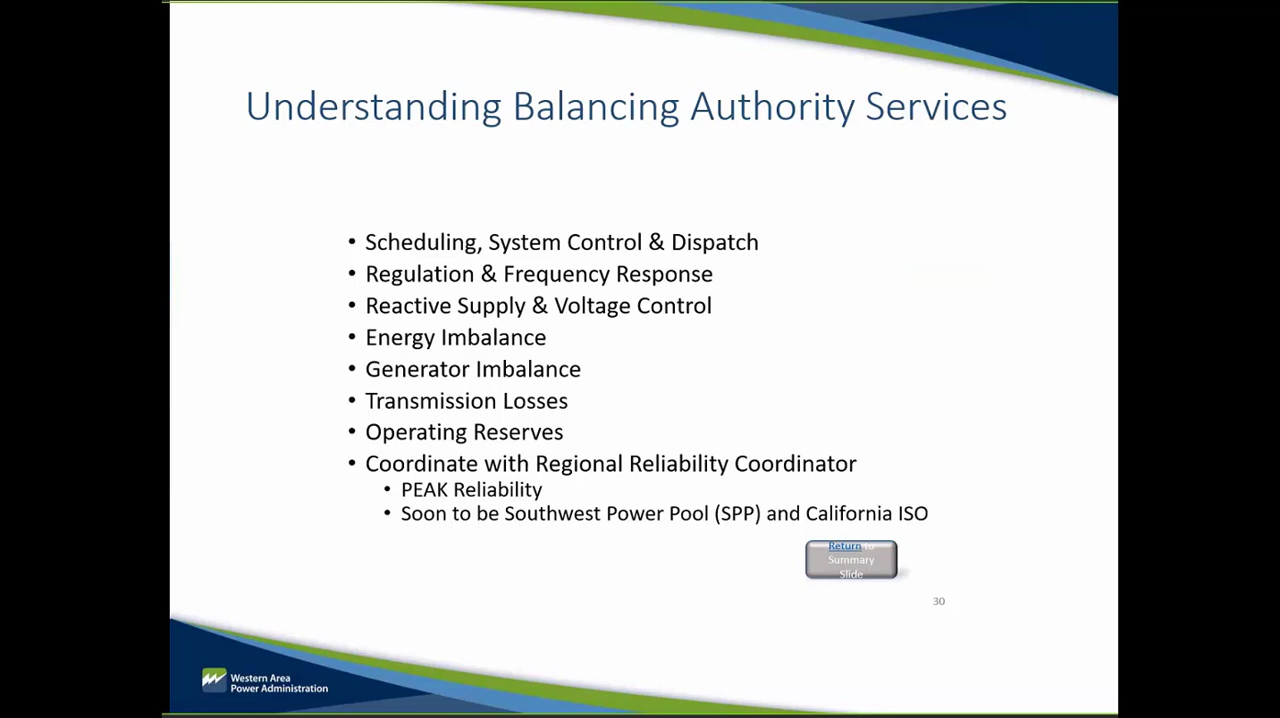 Understanding Balancing Authority Services
• Scheduling, System Control & Dispatch
• Regulation & Frequency Response
• Reactive Supply & Voltage Control
• Energy Imbalance
• Generator Imbalance
• Transmission Losses
• Operating Reserves
• Coordinate with Regional Reliability Coordinator
• PEAK Reliability
• Soon to be Southwest Power Pool (SPP) and California ISO
Return to
Summary
Slide
30
Western Area
Power Administration